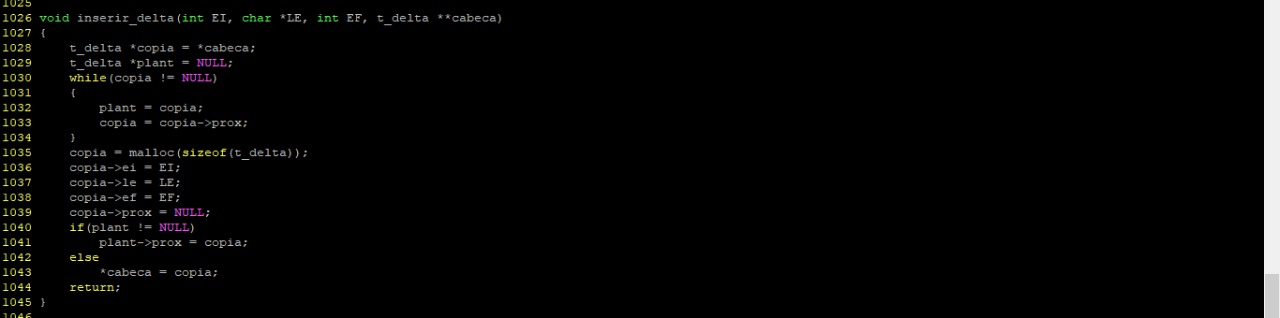 1025
1026 void inserir_delta(int EI, char *LE, int EF, t_delta **cabeca)
1027 {
1028     t_delta *copia = *cabeca;
1029     t_delta *plant = NULL;
1030     while(copia != NULL)
1031     {
1032         plant = copia;
1033         copia = copia->prox;
1034     }
1035     copia = malloc(sizeof(t_delta));
1036     copia->ei = EI;
1037     copia->le = LE;
1038     copia->ef = EF;
1039     copia->prox = NULL;
1040     if(plant != NULL)
1041         plant->prox = copia;
1042     else
1043         *cabeca = copia;
1044     return;
1045 }
1046